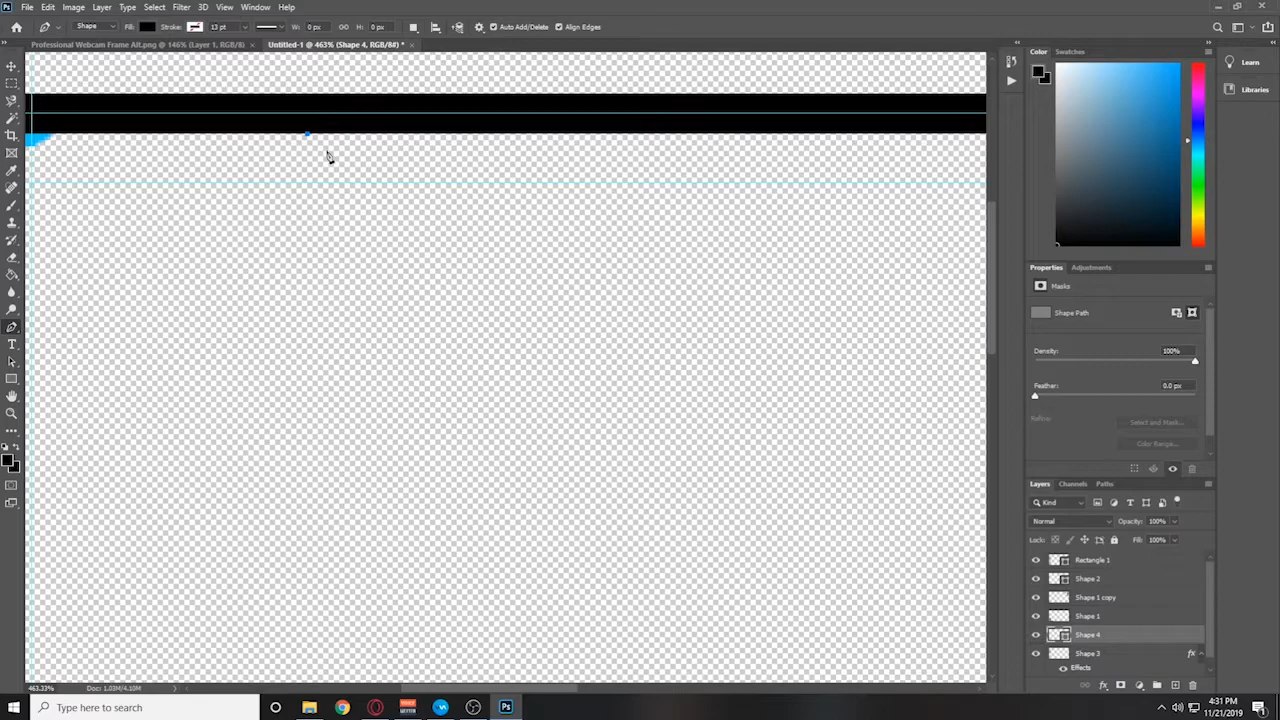 File Edit Image Layer Type Select Filter 3D View Window Help
Shape Fill: Stroke: 13 pt W: 0 px H: 0 px Auto Add/Delete Align Edges
Professional Webcam Frame Alt.png @ 146% (Layer 1, RGB/8) × Untitled-1 @ 463% (Shape 4, RGB/8#) * ×
Color Swatches
Learn
Libraries
Properties Adjustments
Masks
Shape Path
Density: 100%
Feather: 0.0 px
Refine:
Select and Mask...
Color Range...
Layers Channels Paths
Kind
Normal Opacity: 100%
Lock: Fill: 100%
Rectangle 1
Shape 2
Shape 1 copy
Shape 1
Shape 4
Shape 3 fx
Effects
463.33% Doc: 1.03M/4.10M
Type here to search
4:31 PM
11/21/2019